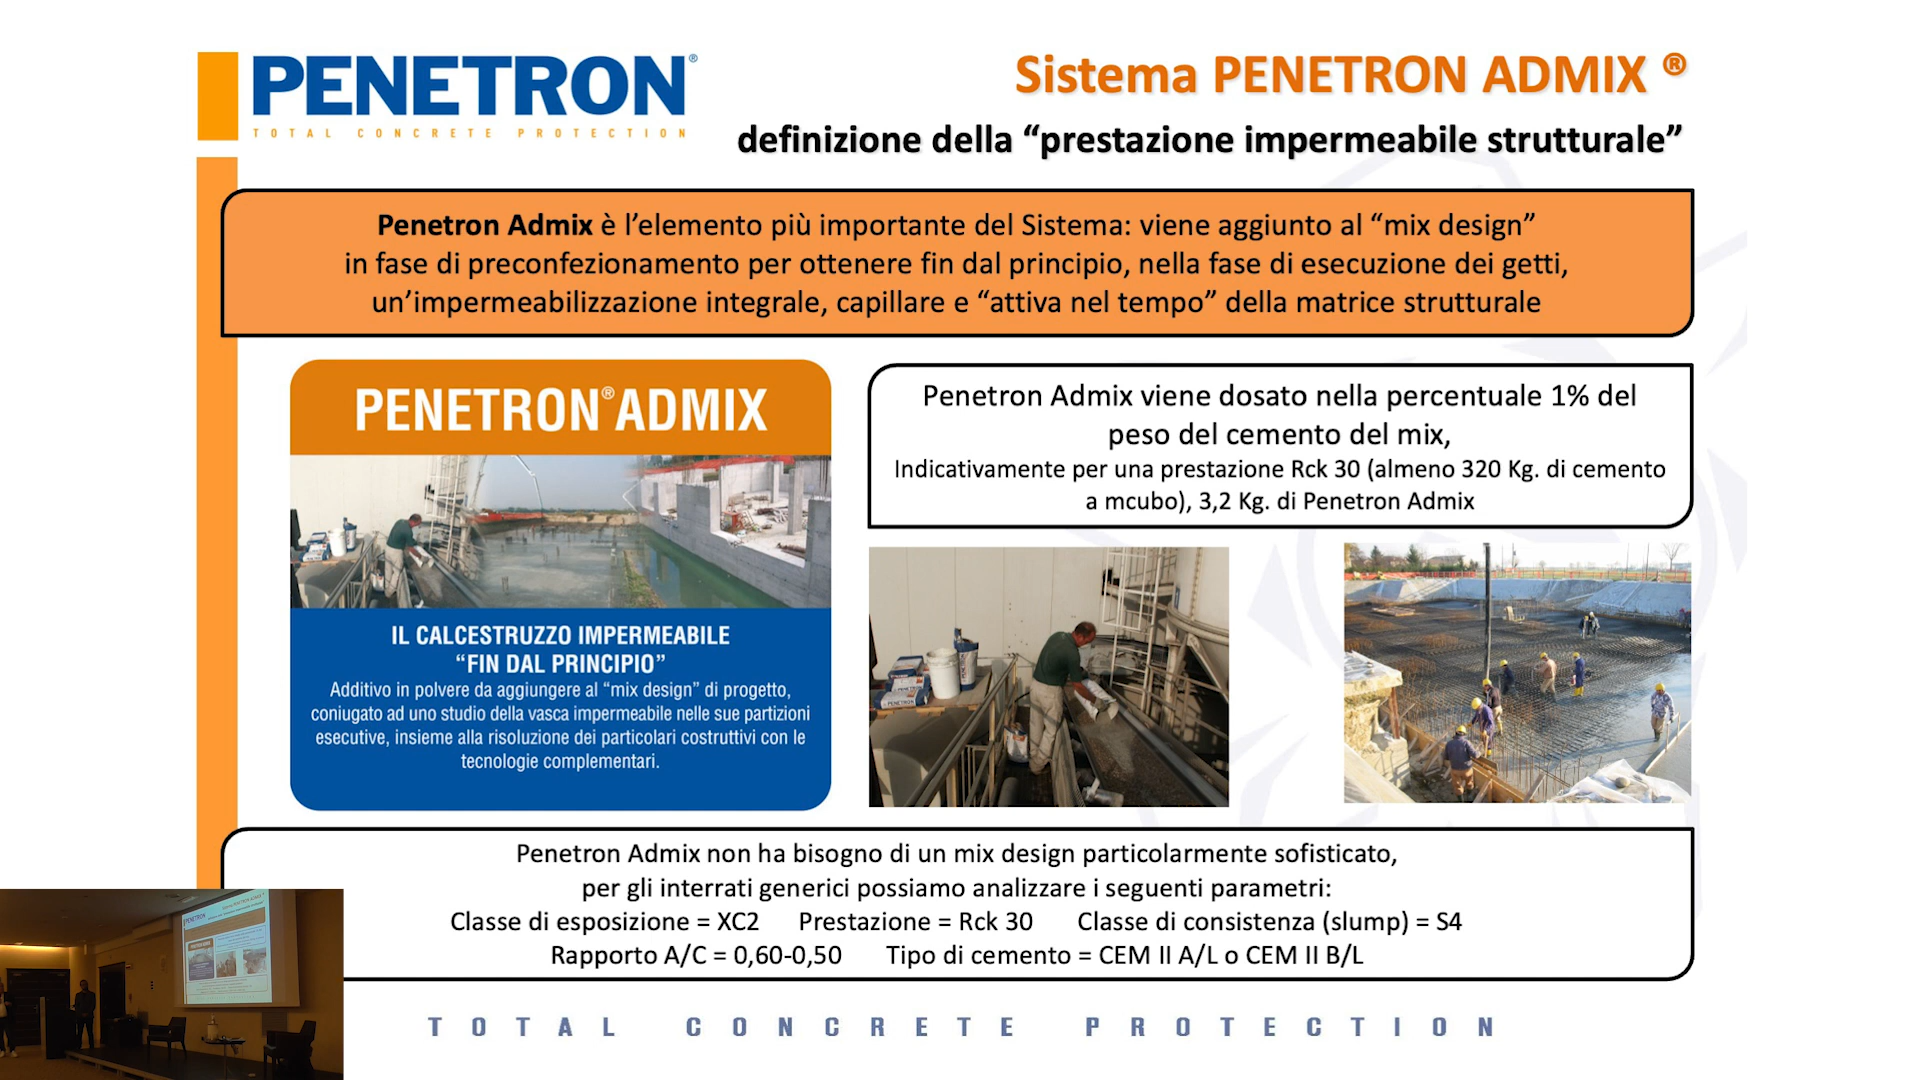 PENETRON®
TOTAL CONCRETE PROTECTION
Sistema PENETRON ADMIX ®
definizione della “prestazione impermeabile strutturale”
Penetron Admix è l’elemento più importante del Sistema: viene aggiunto al “mix design”
in fase di preconfezionamento per ottenere fin dal principio, nella fase di esecuzione dei getti,
un’impermeabilizzazione integrale, capillare e “attiva nel tempo” della matrice strutturale
PENETRON®ADMIX
IL CALCESTRUZZO IMPERMEABILE
“FIN DAL PRINCIPIO”
Additivo in polvere da aggiungere al “mix design” di progetto,
coniugato ad uno studio della vasca impermeabile nelle sue partizioni
esecutive, insieme alla risoluzione dei particolari costruttivi con le
tecnologie complementari.
Penetron Admix viene dosato nella percentuale 1% del
peso del cemento del mix,
Indicativamente per una prestazione Rck 30 (almeno 320 Kg. di cemento
a mcubo), 3,2 Kg. di Penetron Admix
Penetron Admix non ha bisogno di un mix design particolarmente sofisticato,
per gli interrati generici possiamo analizzare i seguenti parametri:
Classe di esposizione = XC2 Prestazione = Rck 30 Classe di consistenza (slump) = S4
Rapporto A/C = 0,60-0,50 Tipo di cemento = CEM II A/L o CEM II B/L
TOTAL CONCRETE PROTECTION